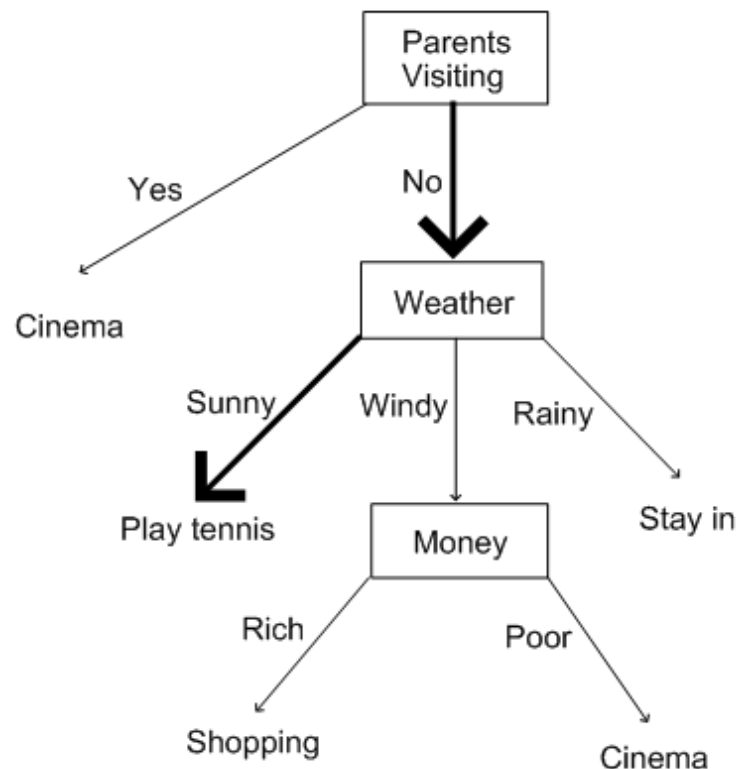 Parents
Visiting
Yes
No
Cinema
Weather
Sunny
Windy
Rainy
Play tennis
Stay in
Money
Rich
Poor
Shopping
Cinema